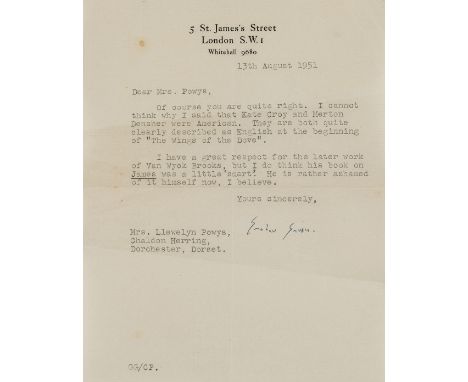 5 St. James's Street
London S.W.1
Whitehall 9680
13th August 1951
Dear Mrs. Powys,
Of course you are quite right. I cannot
think why I said that Kate Croy and Merton
Densher were American. They are both quite
clearly described as English at the beginning
of "The Wings of the Dove".
I have a great respect for the later work
of Van Wyck Brooks, but I do think his book on
James was a little 'smart'. He is rather ashamed
of it himself now, I believe.
Yours sincerely,
Graham Greene
Mrs. Llewelyn Powys,
Chaldon Herring,
Dorchester, Dorset.
GG/CP.